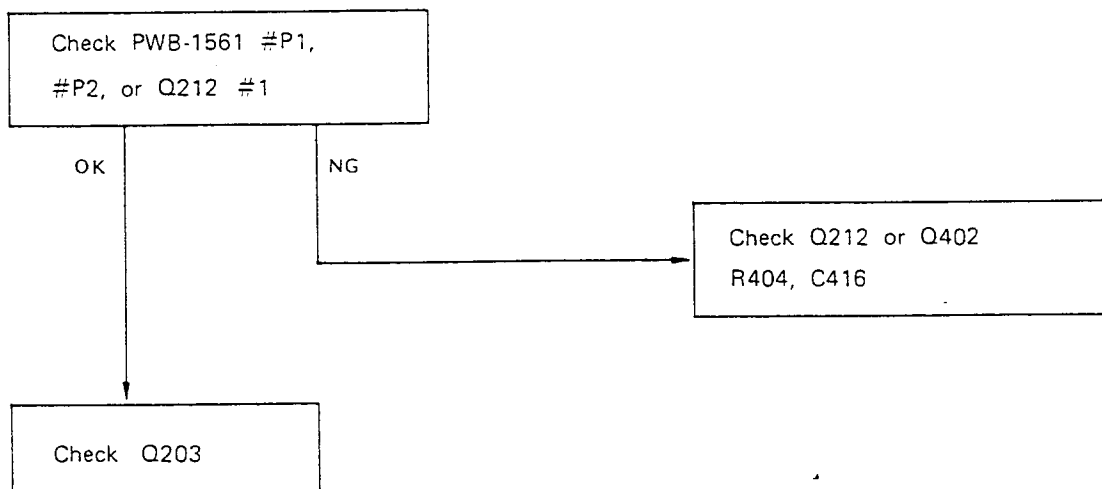 Check PWB-1561 #P1,
#P2, or Q212 #1
OK
NG
Check Q212 or Q402
R404, C416
Check Q203